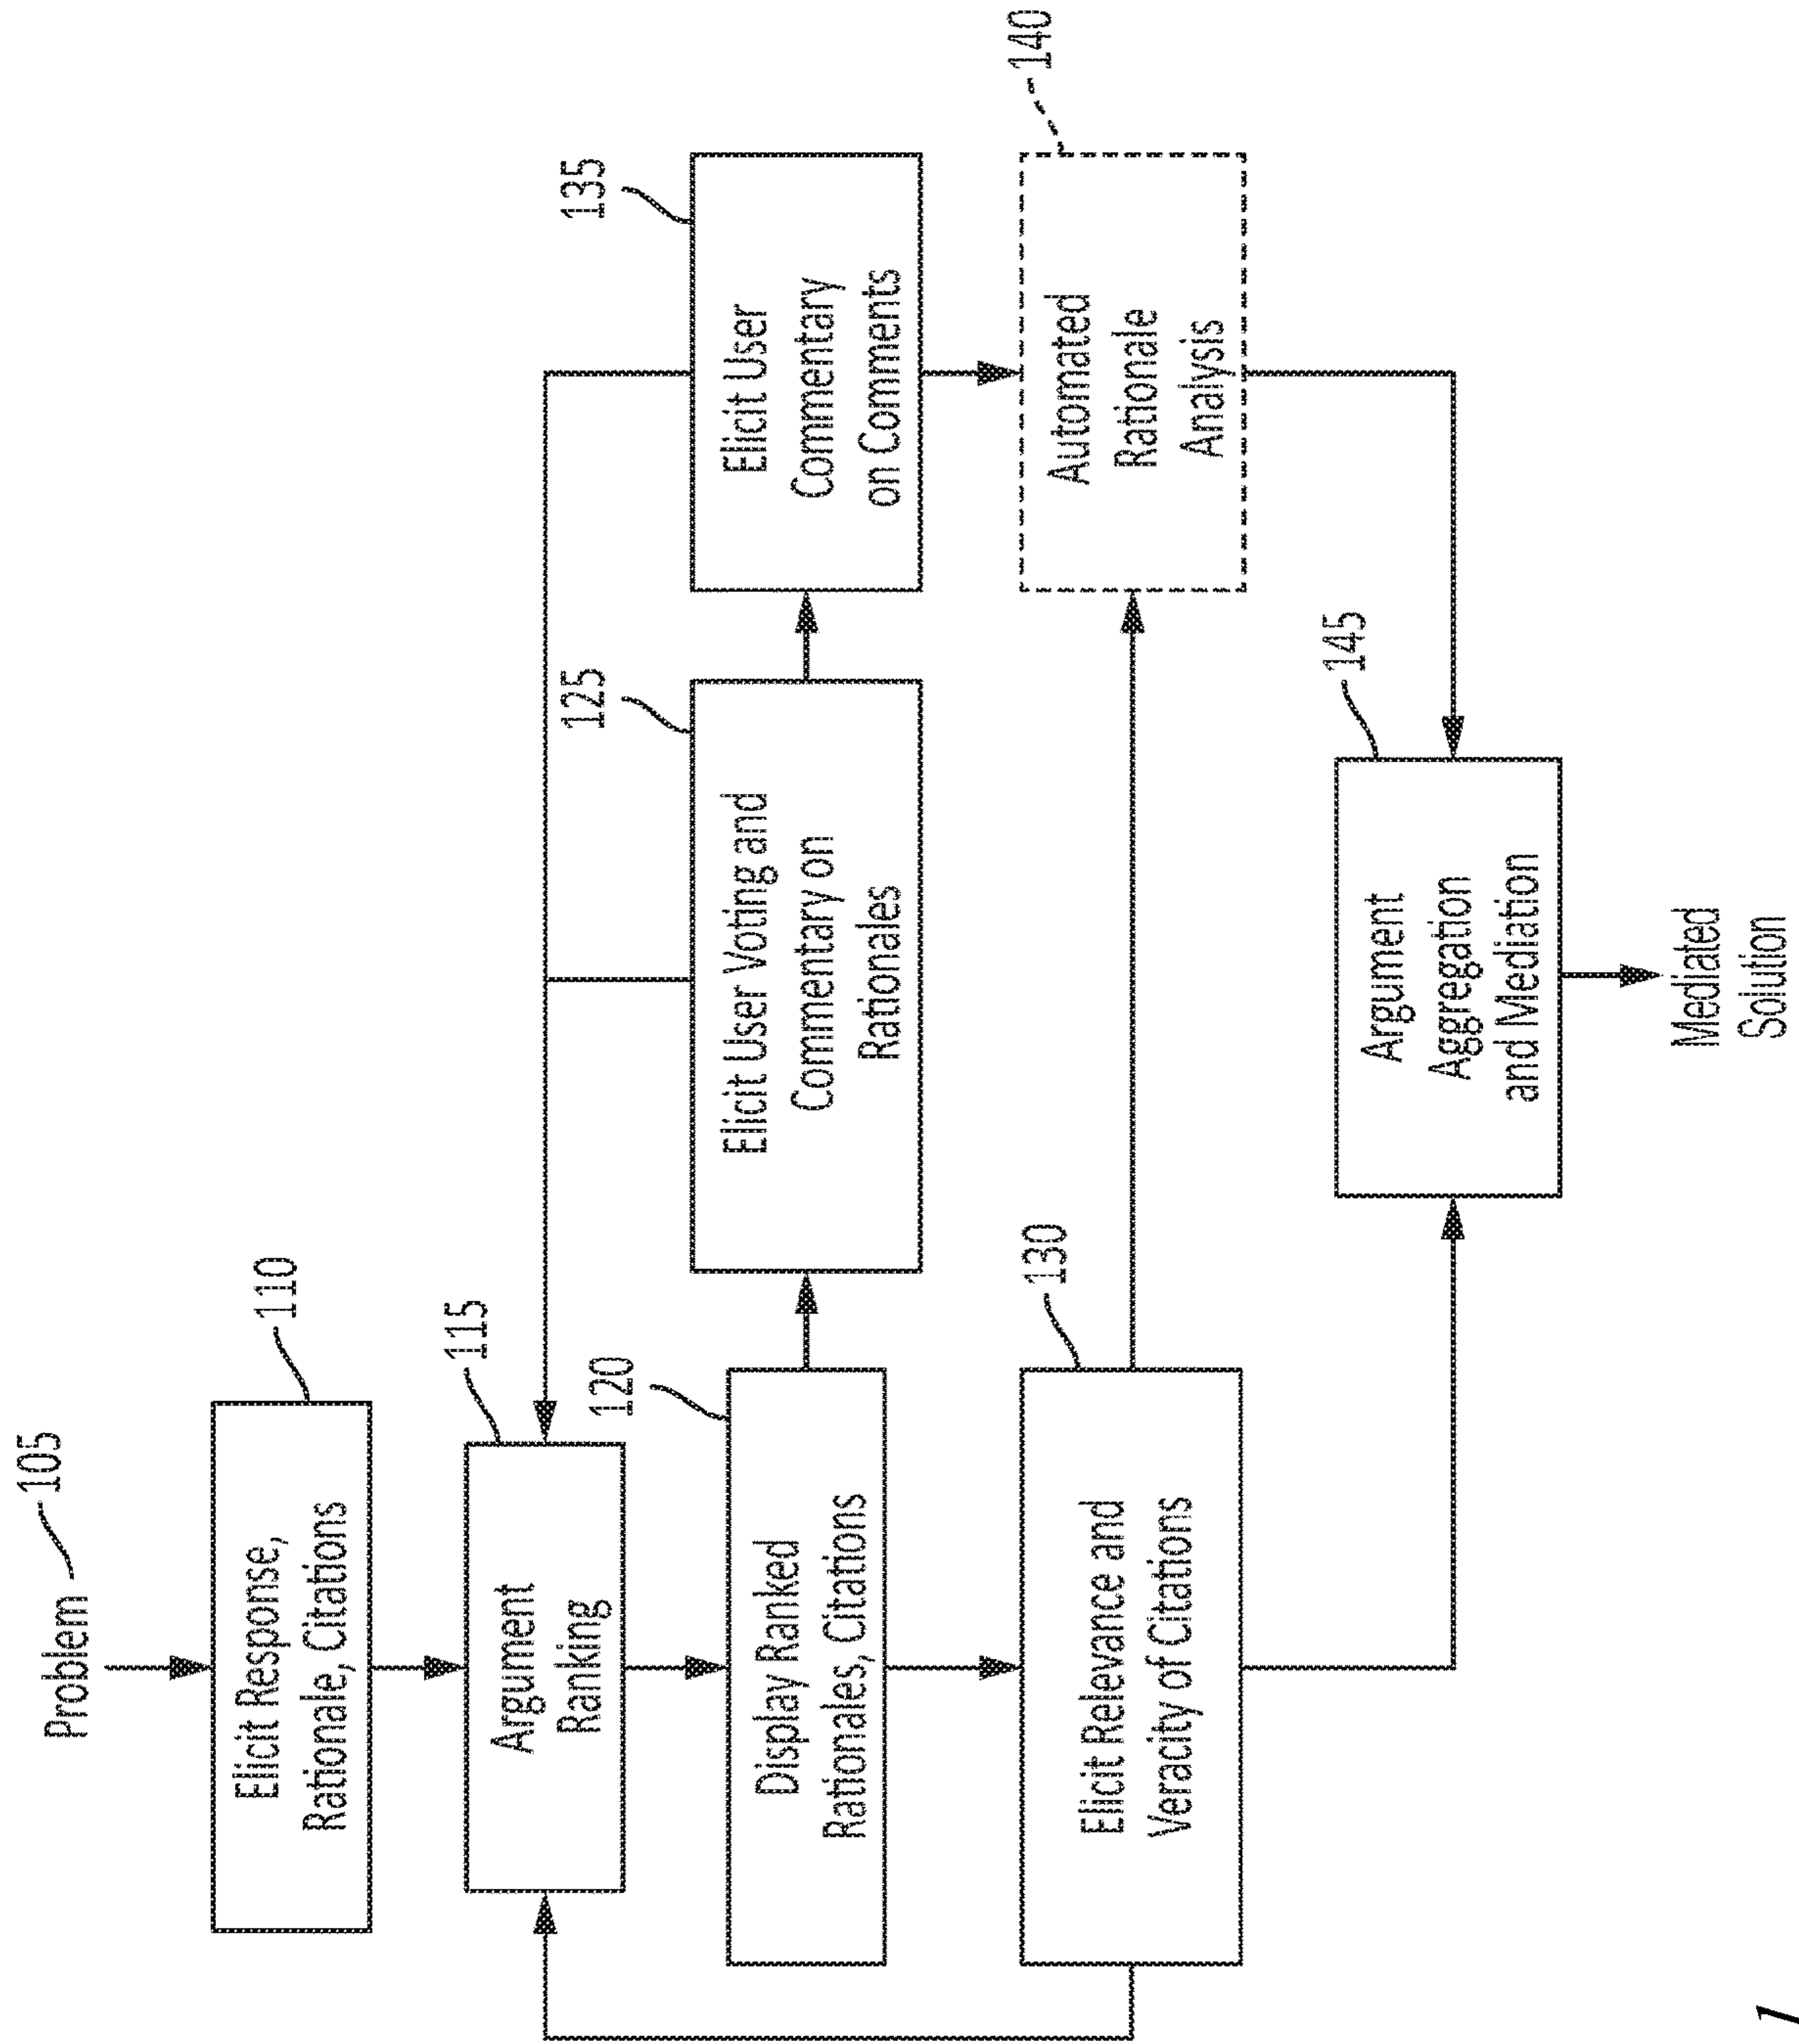 Problem
105
Elicit Response,
Rationale, Citations
110
Argument
Ranking
115
Display Ranked
Rationales, Citations
120
Elicit User Voting and
Commentary on
Rationales
125
Elicit User
Commentary
on Comments
135
Elicit Relevance and
Veracity of Citations
130
Automated
Rationale
Analysis
140
Argument
Aggregation
and Mediation
145
Mediated
Solution
1